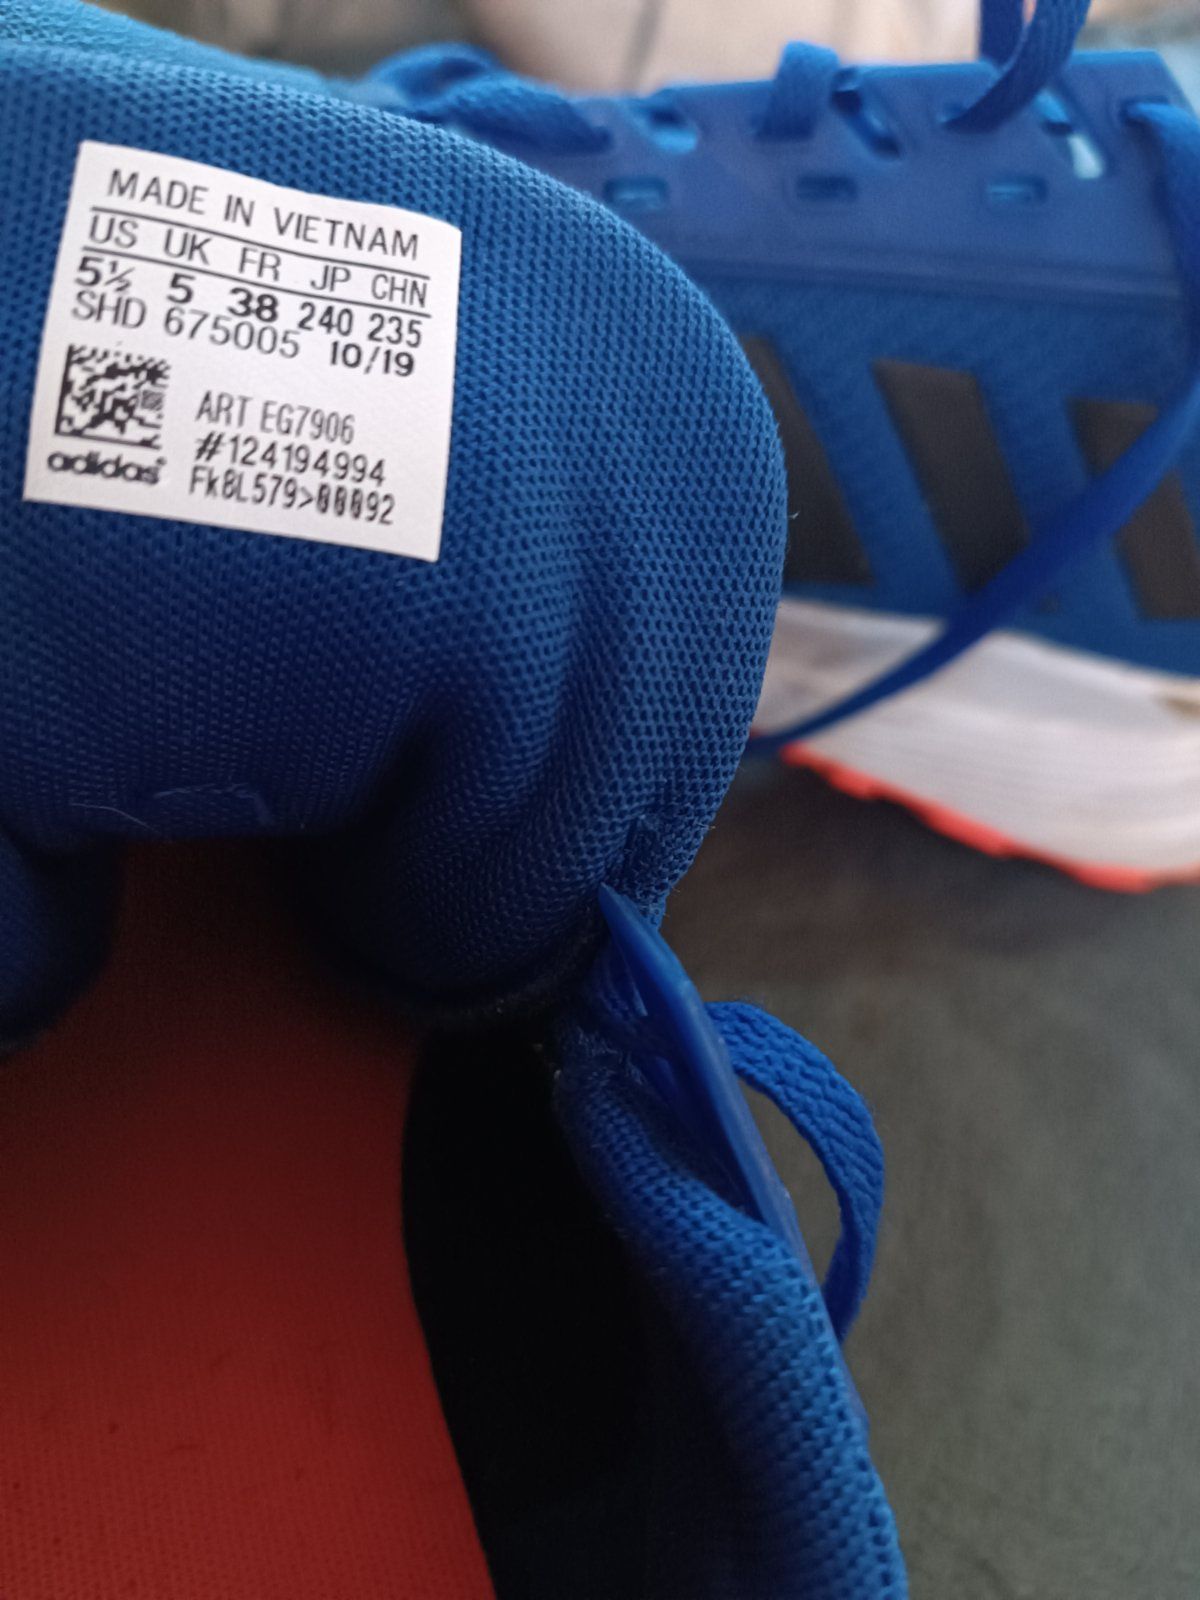 MADE IN VIETNAM
US UK FR JP CHN
5½ 5 38 240 235
SHD 675005 10/19
ART EG7906
#124194994
adidas
Fk8L579>00092